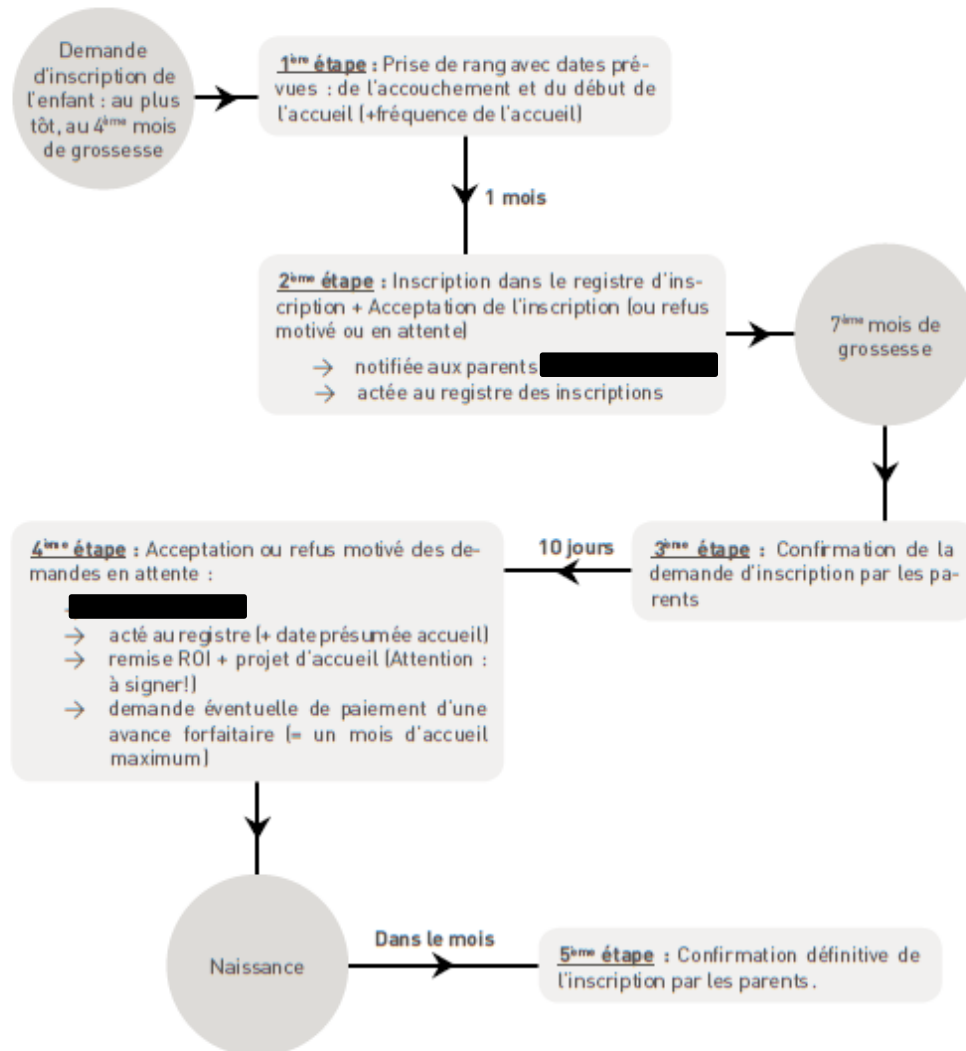 Demande
d'inscription de
l'enfant : au plus
tôt, au 4ème mois
de grossesse
1ère étape : Prise de rang avec dates pré-
vues : de l'accouchement et du début de
l'accueil (+fréquence de l'accueil)
1 mois
2ème étape : Inscription dans le registre d'ins-
cription + Acceptation de l'inscription (ou refus
motivé ou en attente)
→ notifiée aux parents
→ actée au registre des inscriptions
7ème mois de
grossesse
3ème étape : Confirmation de la
demande d'inscription par les pa-
rents
10 jours
4ème étape : Acceptation ou refus motivé des de-
mandes en attente :
→ acté au registre (+ date présumée accueil)
→ remise ROI + projet d'accueil (Attention :
à signer!)
→ demande éventuelle de paiement d'une
avance forfaitaire (= un mois d'accueil
maximum)
Naissance
Dans le mois
5ème étape : Confirmation définitive de
l'inscription par les parents.